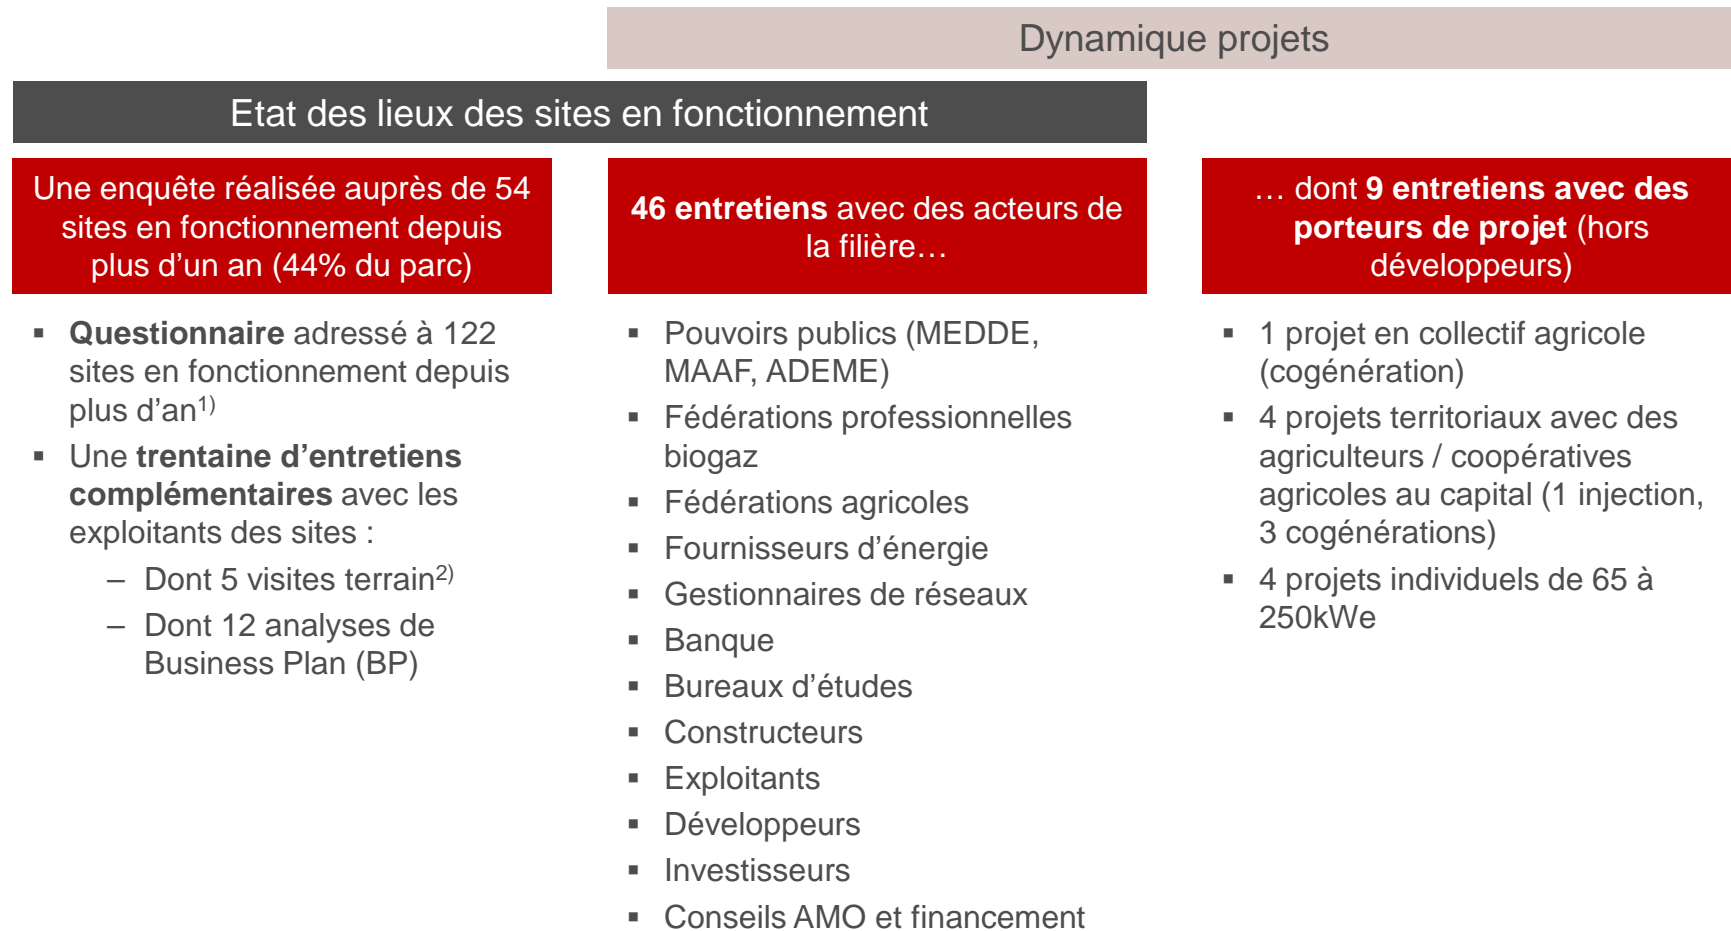 Dynamique projets
Etat des lieux des sites en fonctionnement
Une enquête réalisée auprès de 54
sites en fonctionnement depuis
plus d’un an (44% du parc)
▪ Questionnaire adressé à 122
sites en fonctionnement depuis
plus d’an1)
▪ Une trentaine d’entretiens
complémentaires avec les
exploitants des sites :
– Dont 5 visites terrain2)
– Dont 12 analyses de
Business Plan (BP)
46 entretiens avec des acteurs de
la filière…
▪ Pouvoirs publics (MEDDE,
MAAF, ADEME)
▪ Fédérations professionnelles
biogaz
▪ Fédérations agricoles
▪ Fournisseurs d’énergie
▪ Gestionnaires de réseaux
▪ Banque
▪ Bureaux d’études
▪ Constructeurs
▪ Exploitants
▪ Développeurs
▪ Investisseurs
▪ Conseils AMO et financement
… dont 9 entretiens avec des
porteurs de projet (hors
développeurs)
▪ 1 projet en collectif agricole
(cogénération)
▪ 4 projets territoriaux avec des
agriculteurs / coopératives
agricoles au capital (1 injection,
3 cogénérations)
▪ 4 projets individuels de 65 à
250kWe